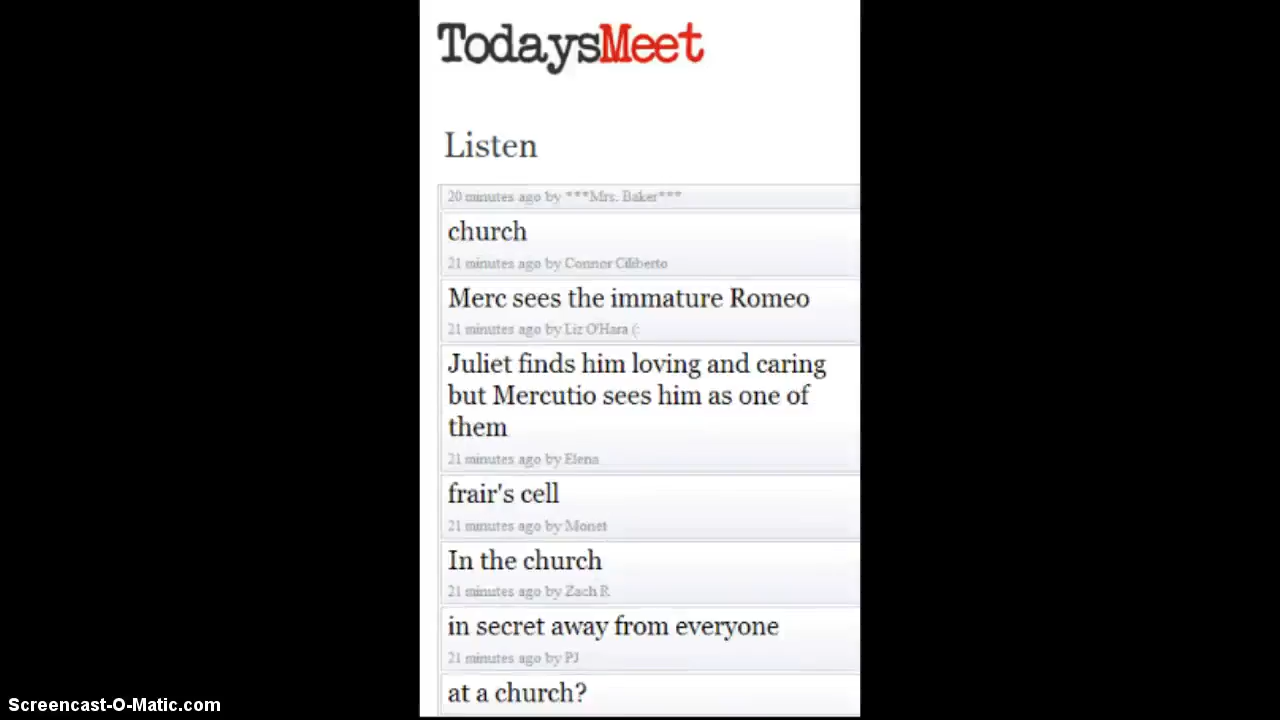 TodaysMeet
Listen
20 minutes ago by ***Mrs. Baker***
church
21 minutes ago by Connor Ciliberto
Merc sees the immature Romeo
21 minutes ago by Liz O'Hara (:
Juliet finds him loving and caring
but Mercutio sees him as one of
them
21 minutes ago by Elena
frair's cell
21 minutes ago by Monet
In the church
21 minutes ago by Zach R
in secret away from everyone
21 minutes ago by PJ
at a church?
Screencast-O-Matic.com